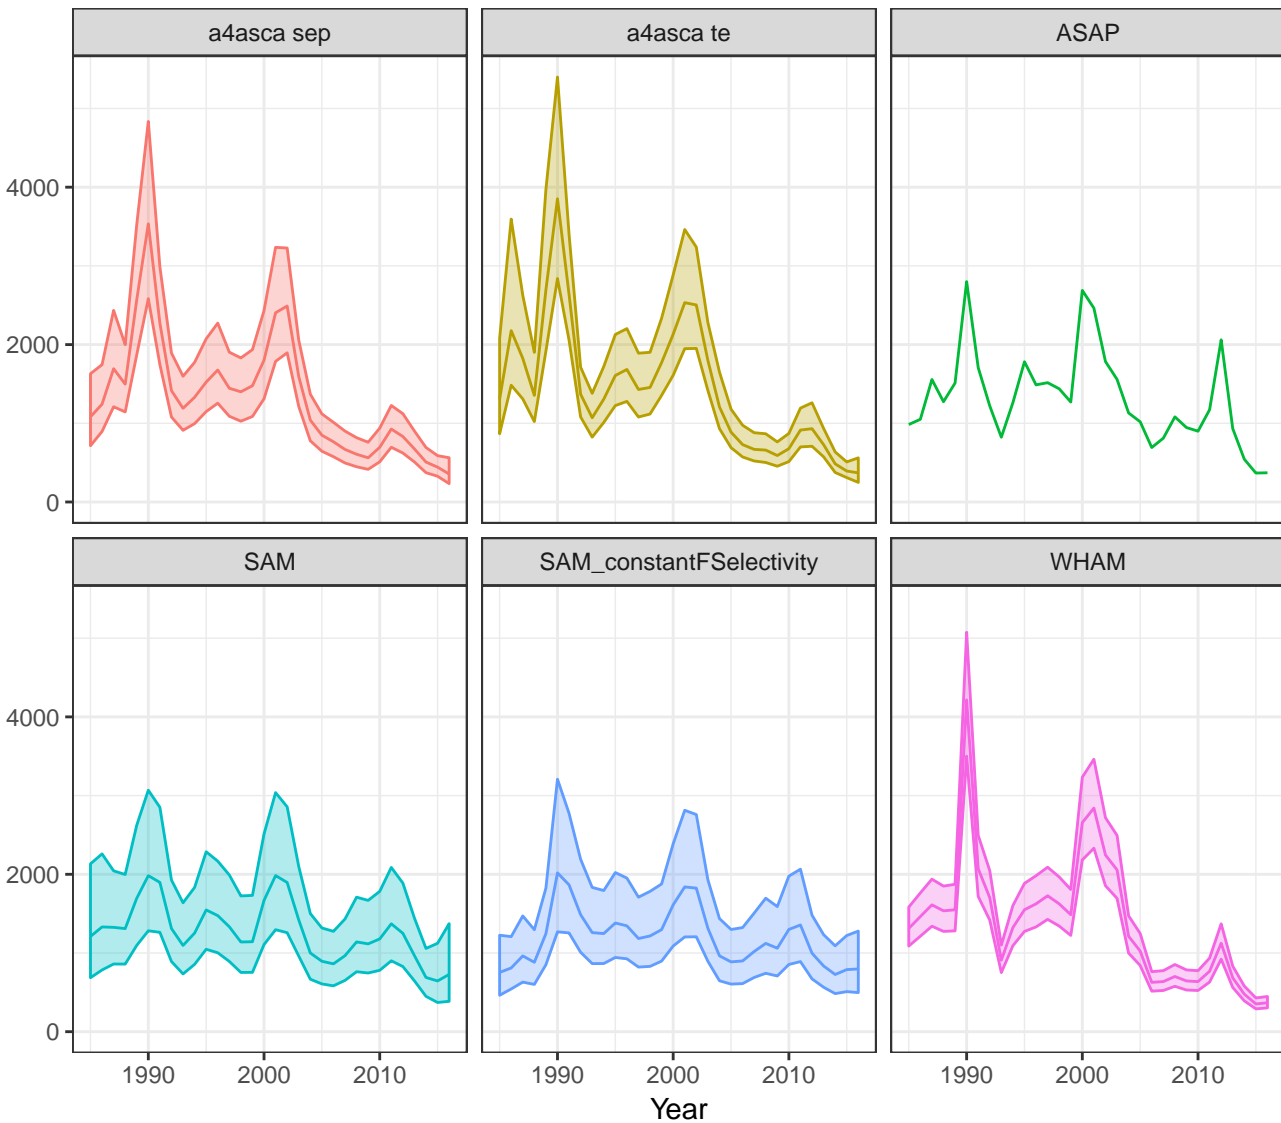 a4asca sep
a4asca te
ASAP
4000
2000
0
SAM
SAM_constantFSelectivity
WHAM
4000
2000
0
1990 2000 2010 1990 2000 2010 1990 2000 2010
Year